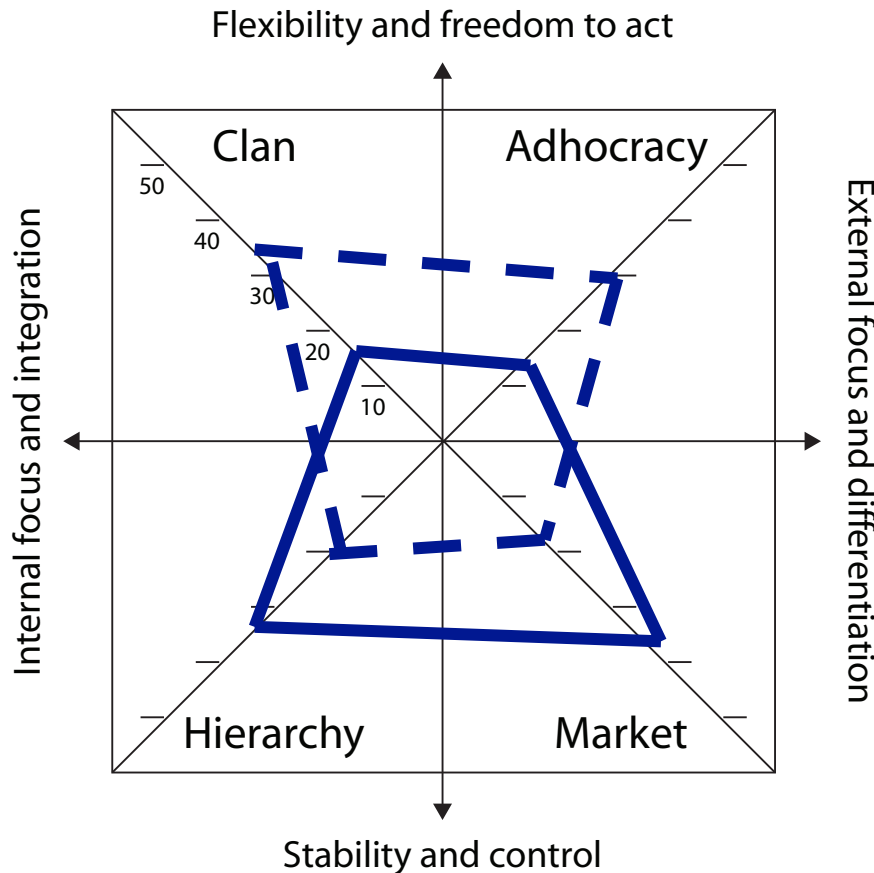 Flexibility and freedom to act
Clan
Adhocracy
50
40
30
20
10
Internal focus and integration
External focus and differentiation
Hierarchy
Market
Stability and control